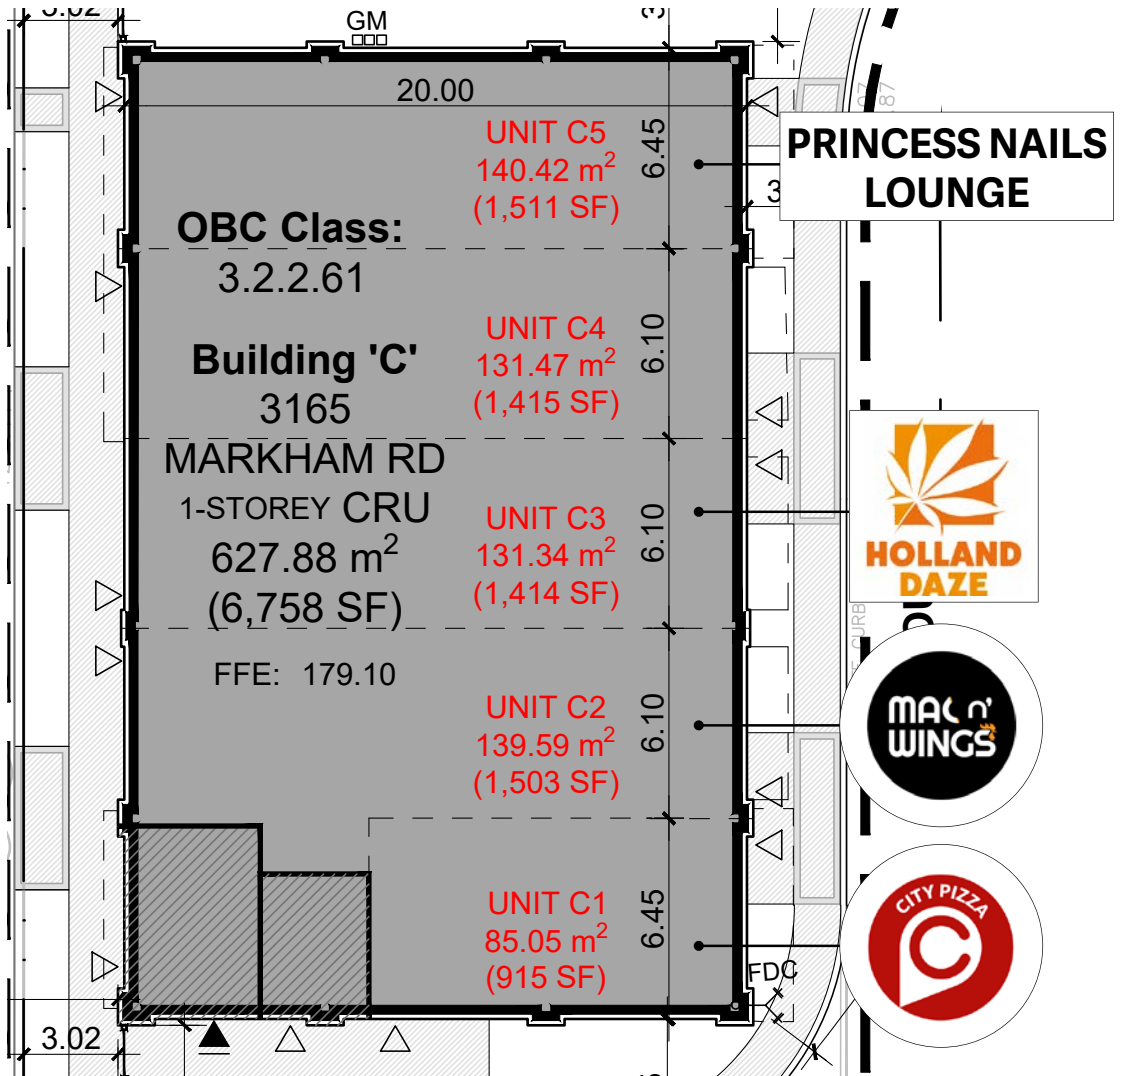 3.02
GM
20.00
UNIT C5
140.42 m²
(1,511 SF)
6.45
PRINCESS NAILS
LOUNGE
3
OBC Class:
3.2.2.61
UNIT C4
131.47 m²
(1,415 SF)
6.10
Building 'C'
3165
MARKHAM RD
1-STOREY CRU
627.88 m²
(6,758 SF)
UNIT C3
131.34 m²
(1,414 SF)
6.10
HOLLAND
DAZE
CURB
FFE: 179.10
UNIT C2
139.59 m²
(1,503 SF)
6.10
MAC n'
WINGS
UNIT C1
85.05 m²
(915 SF)
6.45
CITY PIZZA
FDC
3.02